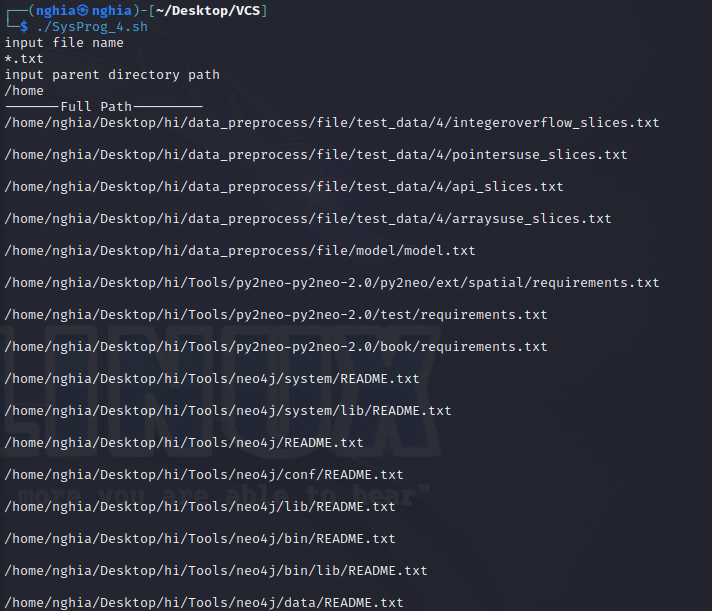 ┌──(nghia㉿nghia)-[~/Desktop/VCS]
└─$ ./SysProg_4.sh
input file name
*.txt
input parent directory path
/home
───────Full Path─────────
/home/nghia/Desktop/hi/data_preprocess/file/test_data/4/integeroverflow_slices.txt
/home/nghia/Desktop/hi/data_preprocess/file/test_data/4/pointersuse_slices.txt
/home/nghia/Desktop/hi/data_preprocess/file/test_data/4/api_slices.txt
/home/nghia/Desktop/hi/data_preprocess/file/test_data/4/arraysuse_slices.txt
/home/nghia/Desktop/hi/data_preprocess/file/model/model.txt
/home/nghia/Desktop/hi/Tools/py2neo-py2neo-2.0/py2neo/ext/spatial/requirements.txt
/home/nghia/Desktop/hi/Tools/py2neo-py2neo-2.0/test/requirements.txt
/home/nghia/Desktop/hi/Tools/py2neo-py2neo-2.0/book/requirements.txt
/home/nghia/Desktop/hi/Tools/neo4j/system/README.txt
/home/nghia/Desktop/hi/Tools/neo4j/system/lib/README.txt
/home/nghia/Desktop/hi/Tools/neo4j/README.txt
LINUX
/home/nghia/Desktop/hi/Tools/neo4j/conf/README.txt
more you are able to hear"
/home/nghia/Desktop/hi/Tools/neo4j/lib/README.txt
/home/nghia/Desktop/hi/Tools/neo4j/bin/README.txt
/home/nghia/Desktop/hi/Tools/neo4j/bin/lib/README.txt
/home/nghia/Desktop/hi/Tools/neo4j/data/README.txt